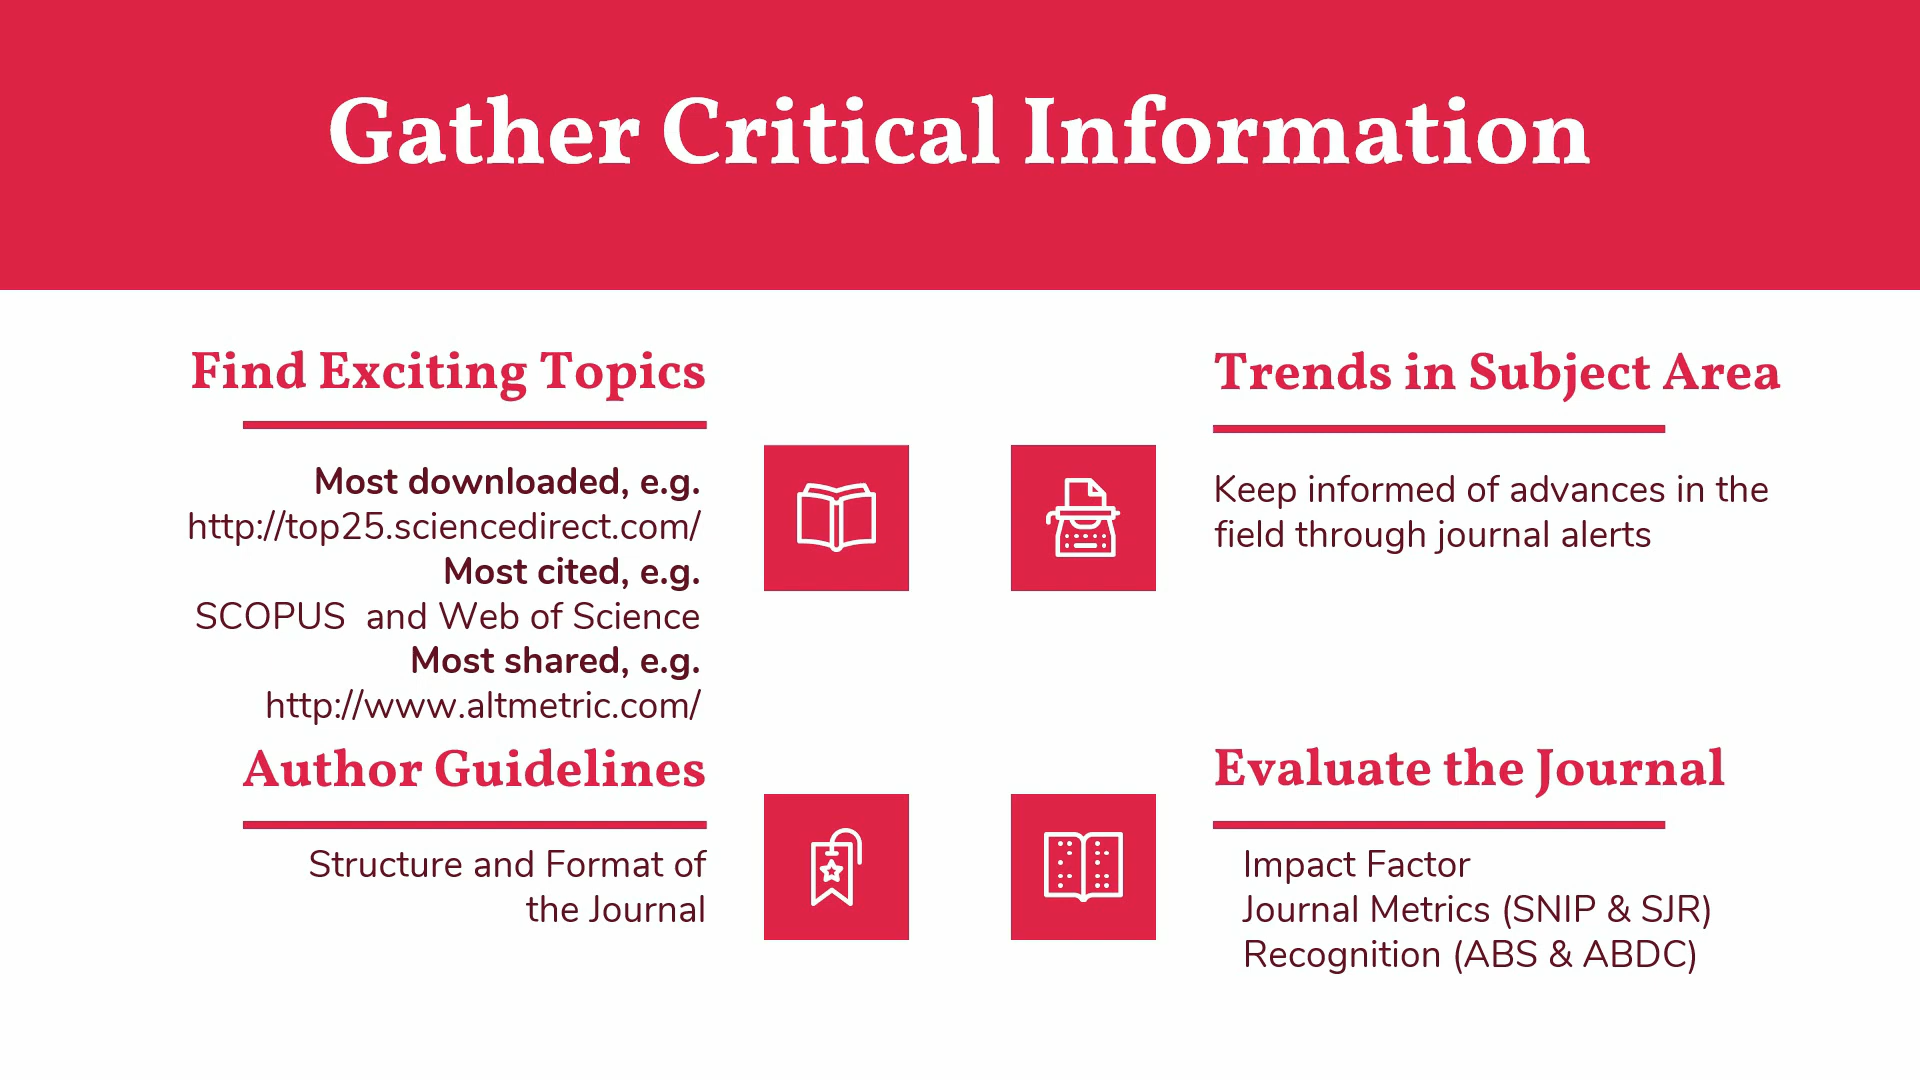 Gather Critical Information
Find Exciting Topics
Most downloaded, e.g.
http://top25.sciencedirect.com/
Most cited, e.g.
SCOPUS  and Web of Science
Most shared, e.g.
http://www.altmetric.com/
Trends in Subject Area
Keep informed of advances in the
field through journal alerts
Author Guidelines
Structure and Format of
the Journal
Evaluate the Journal
Impact Factor
Journal Metrics (SNIP & SJR)
Recognition (ABS & ABDC)